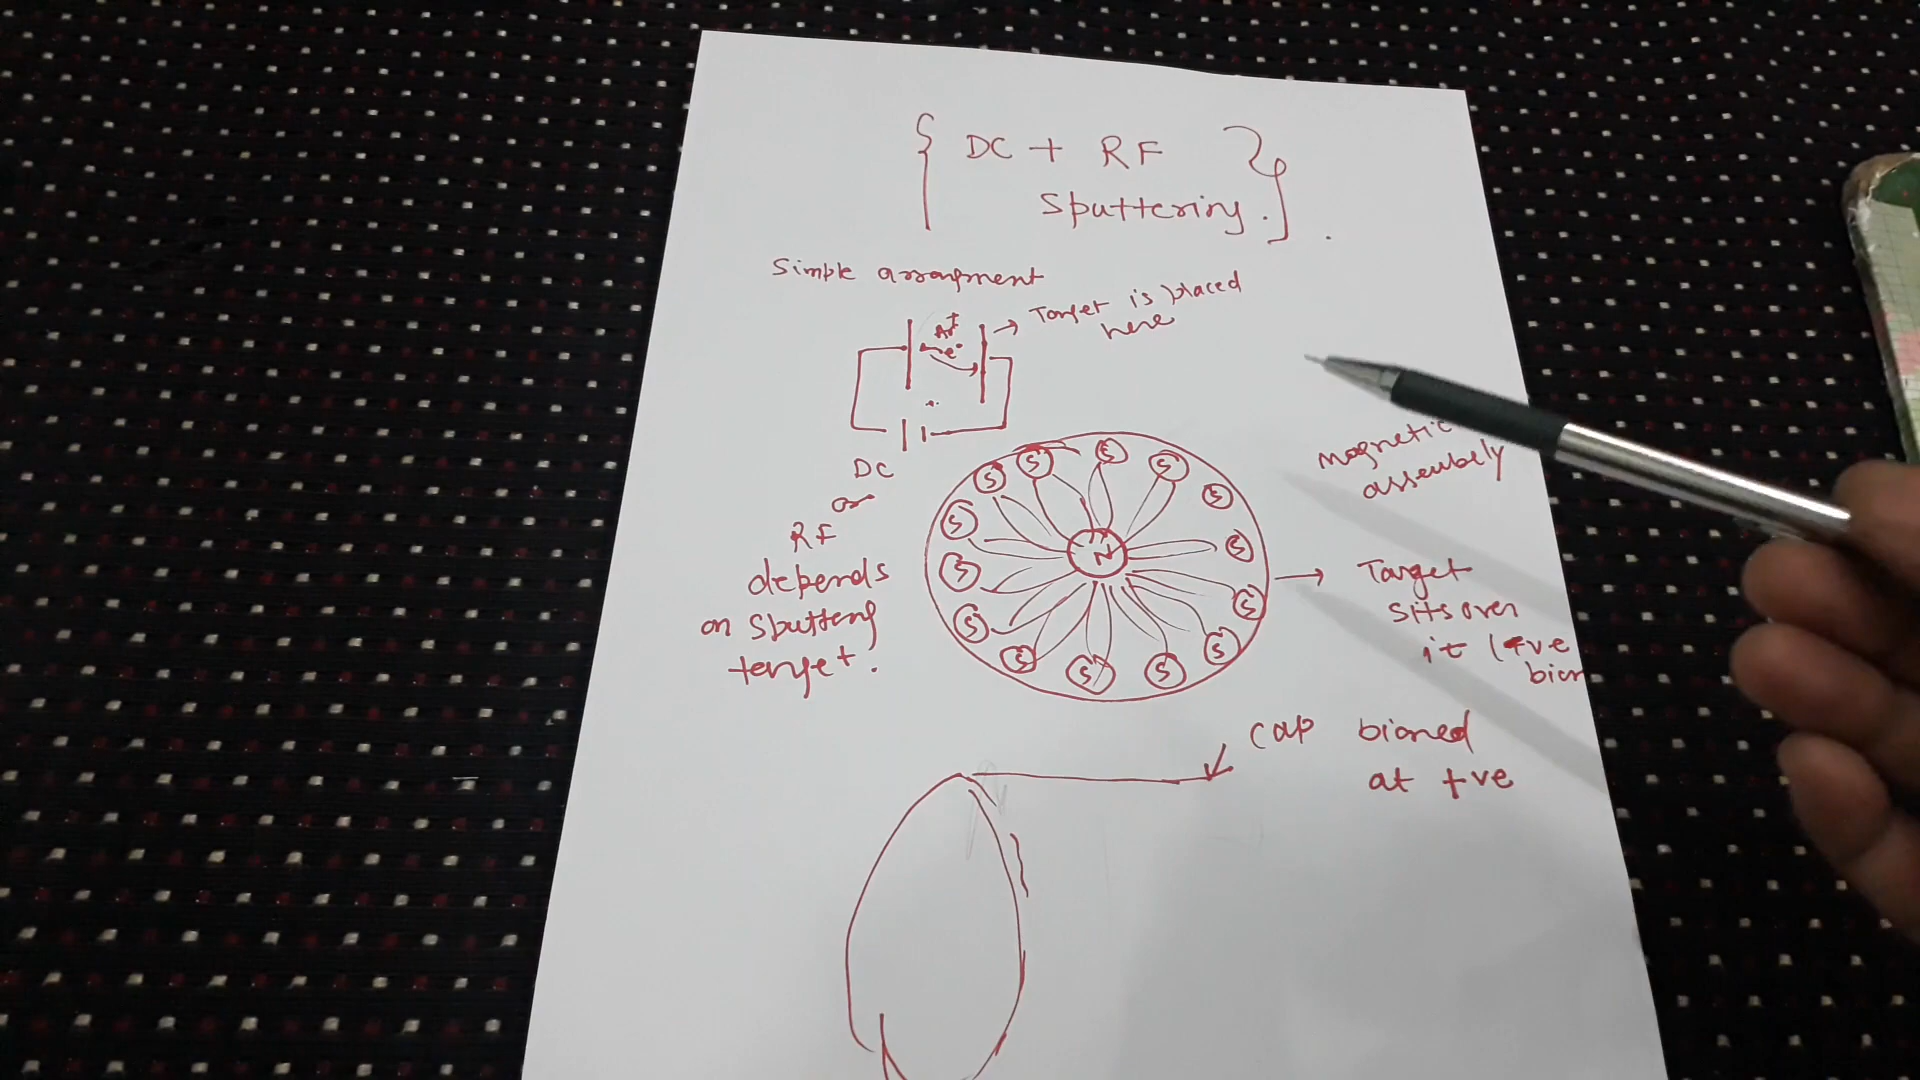 DC + RF
Sputtering.
Simple arrangment
Ar+
e-
Target is placed
here
DC
or
RF
depends
on sputtering
target.
S S S S S
S S
S N S
S S
S S S S
magnetic
assembely
Target
sits over
it (-ve
bias
Cap biased
at +ve